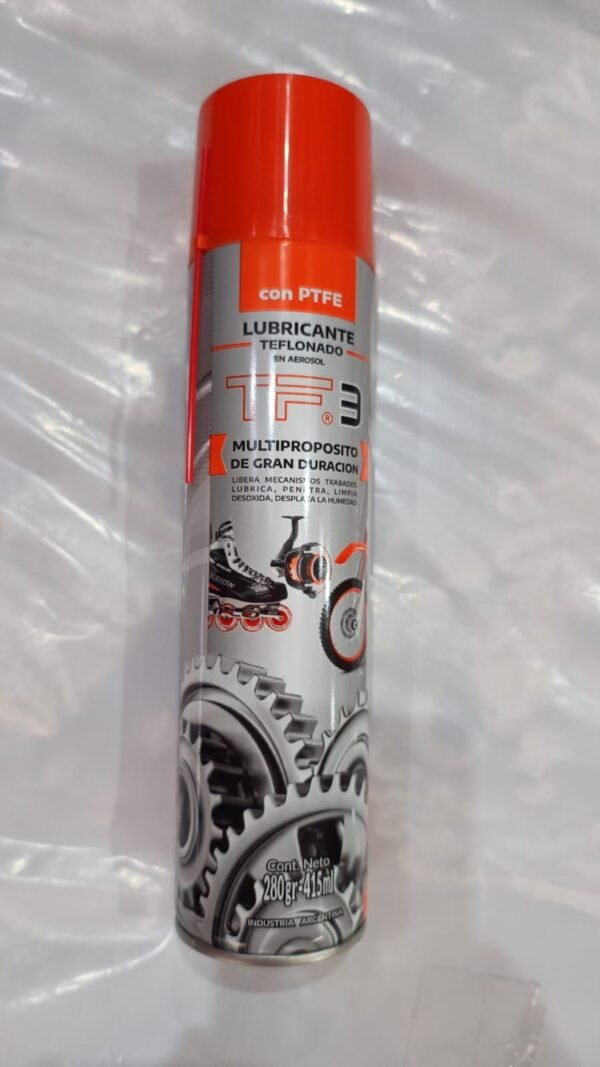 con PTFE
LUBRICANTE
TEFLONADO
EN AEROSOL
TF® 3
MULTIPROPOSITO
DE GRAN DURACION
LIBERA MECANISMOS TRABADOS
LUBRICA, PENETRA, LIMPIA
DESOXIDA, DESPLAZA LA HUMEDAD
SSION
Cont. Neto
280gr-415ml
INDUSTRIA ARGENTINA